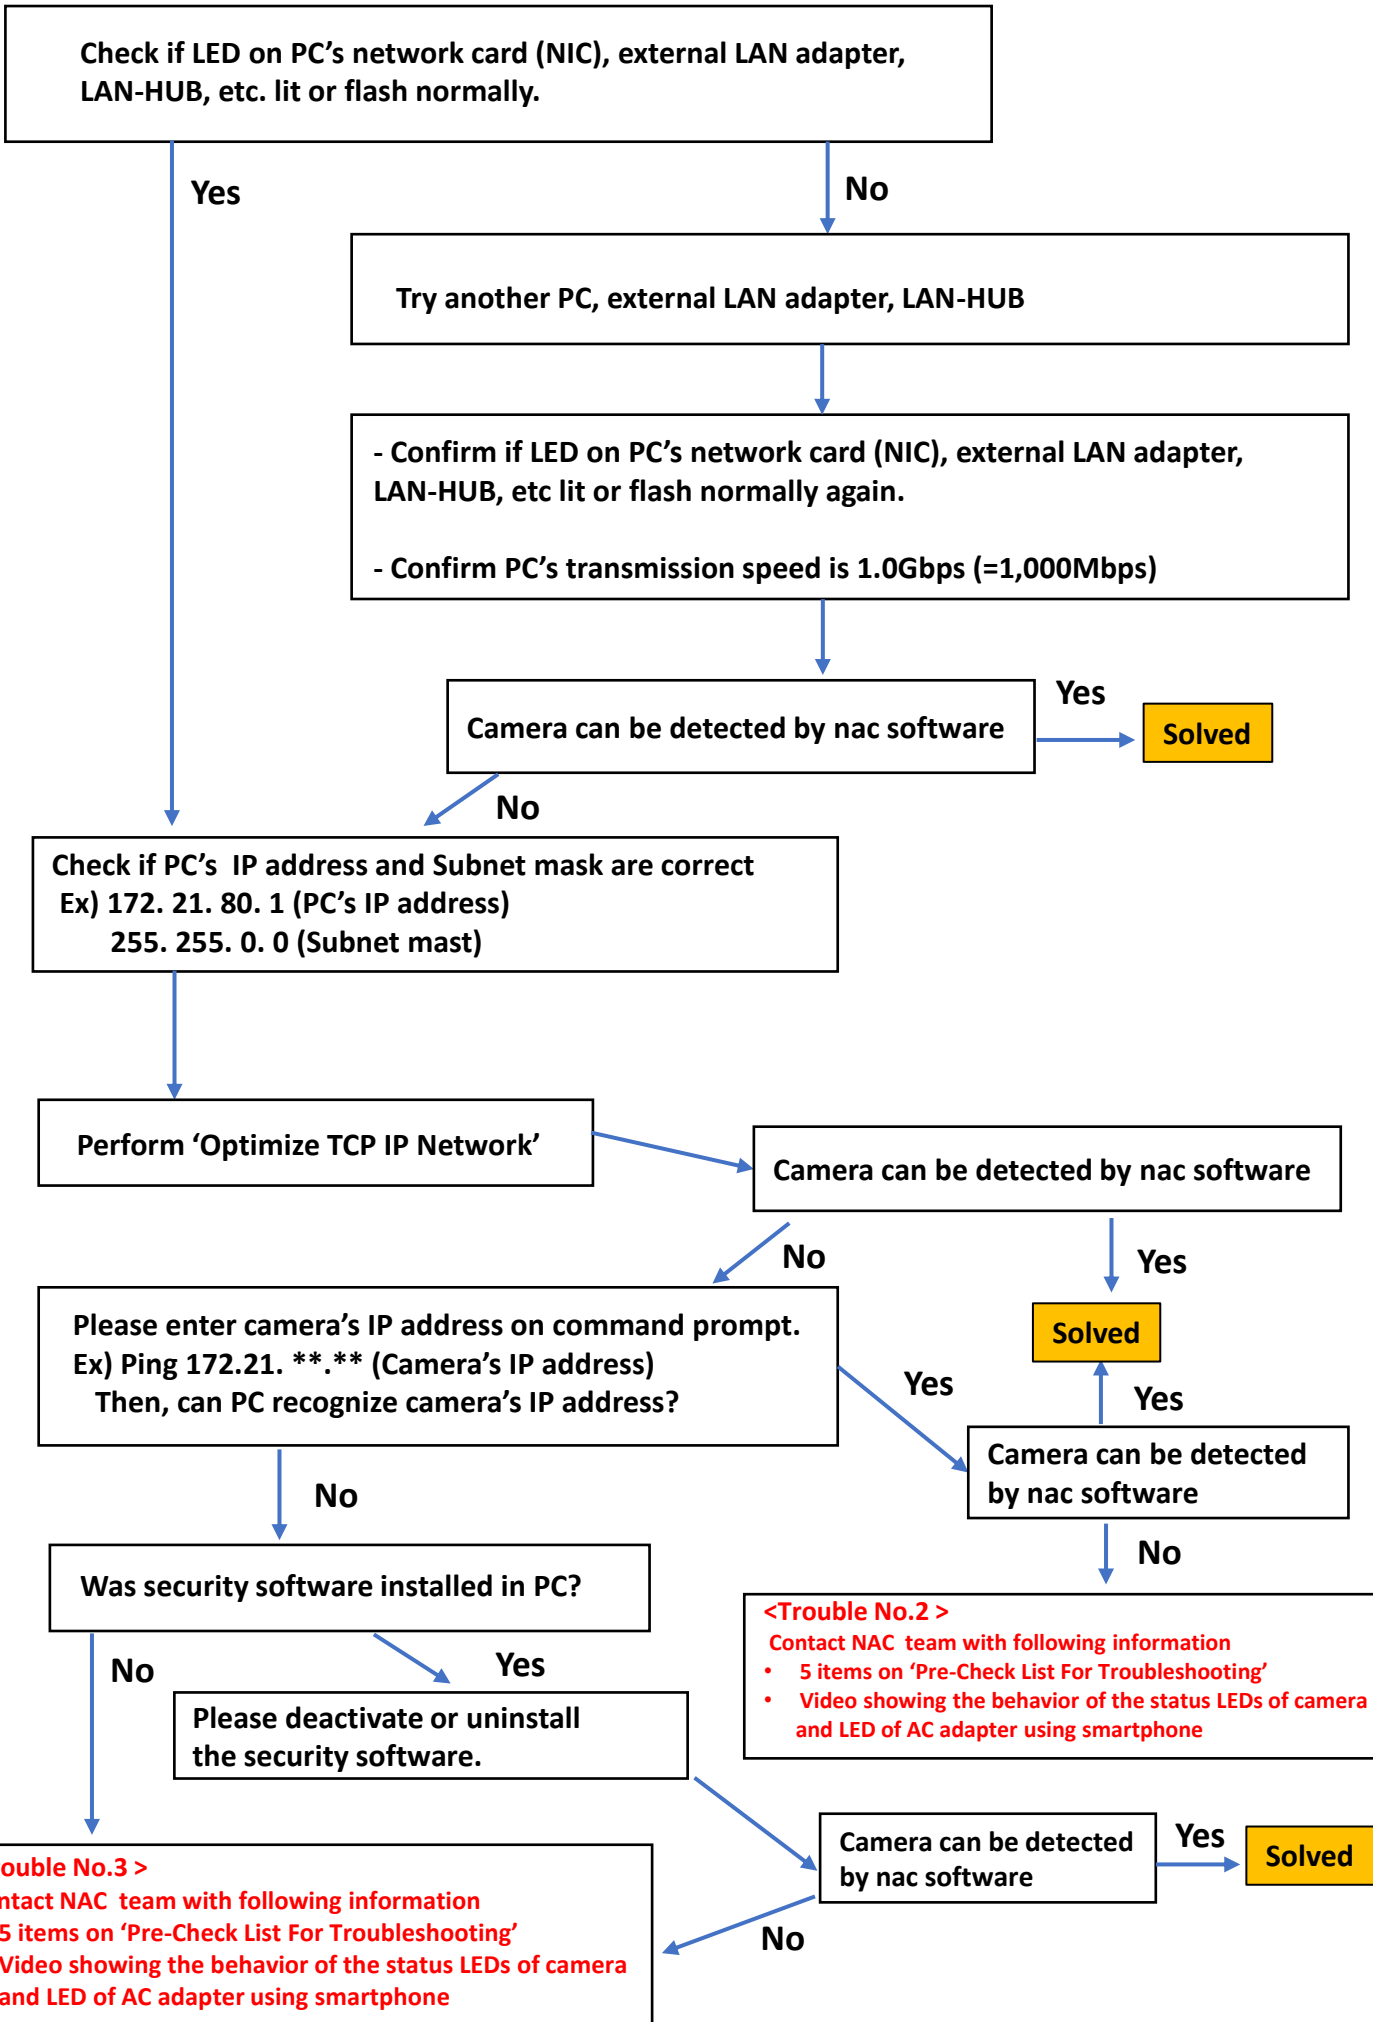 Check if LED on PC’s network card (NIC), external LAN adapter,
LAN-HUB, etc. lit or flash normally.
Yes
No
Try another PC, external LAN adapter, LAN-HUB
- Confirm if LED on PC’s network card (NIC), external LAN adapter,
LAN-HUB, etc lit or flash normally again.
- Confirm PC’s transmission speed is 1.0Gbps (=1,000Mbps)
Camera can be detected by nac software
Yes
Solved
No
Check if PC’s IP address and Subnet mask are correct
Ex) 172. 21. 80. 1 (PC’s IP address)
255. 255. 0. 0 (Subnet mast)
Perform ‘Optimize TCP IP Network’
Camera can be detected by nac software
No
Yes
Solved
Please enter camera’s IP address on command prompt.
Ex) Ping 172.21. **.** (Camera’s IP address)
Then, can PC recognize camera’s IP address?
Yes
Yes
Camera can be detected
by nac software
No
No
Was security software installed in PC?
<Trouble No.2 >
Contact NAC team with following information
• 5 items on ‘Pre-Check List For Troubleshooting’
• Video showing the behavior of the status LEDs of camera
and LED of AC adapter using smartphone
No
Yes
Please deactivate or uninstall
the security software.
Camera can be detected
by nac software
Yes
Solved
No
ouble No.3 >
ntact NAC team with following information
5 items on ‘Pre-Check List For Troubleshooting’
Video showing the behavior of the status LEDs of camera
and LED of AC adapter using smartphone